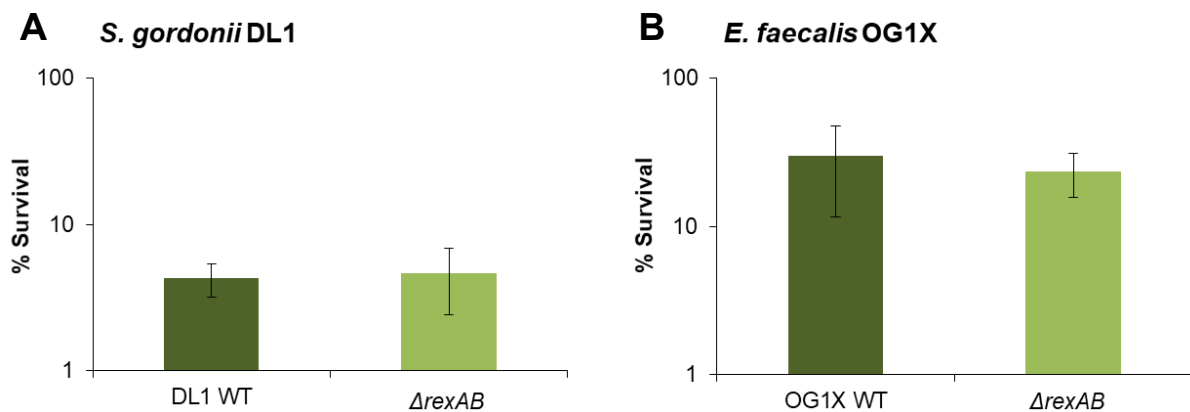 A
S. gordonii DL1
100
10
1
% Survival
DL1 WT
ΔrexAB
B
E. faecalis OG1X
100
10
1
% Survival
OG1X WT
ΔrexAB